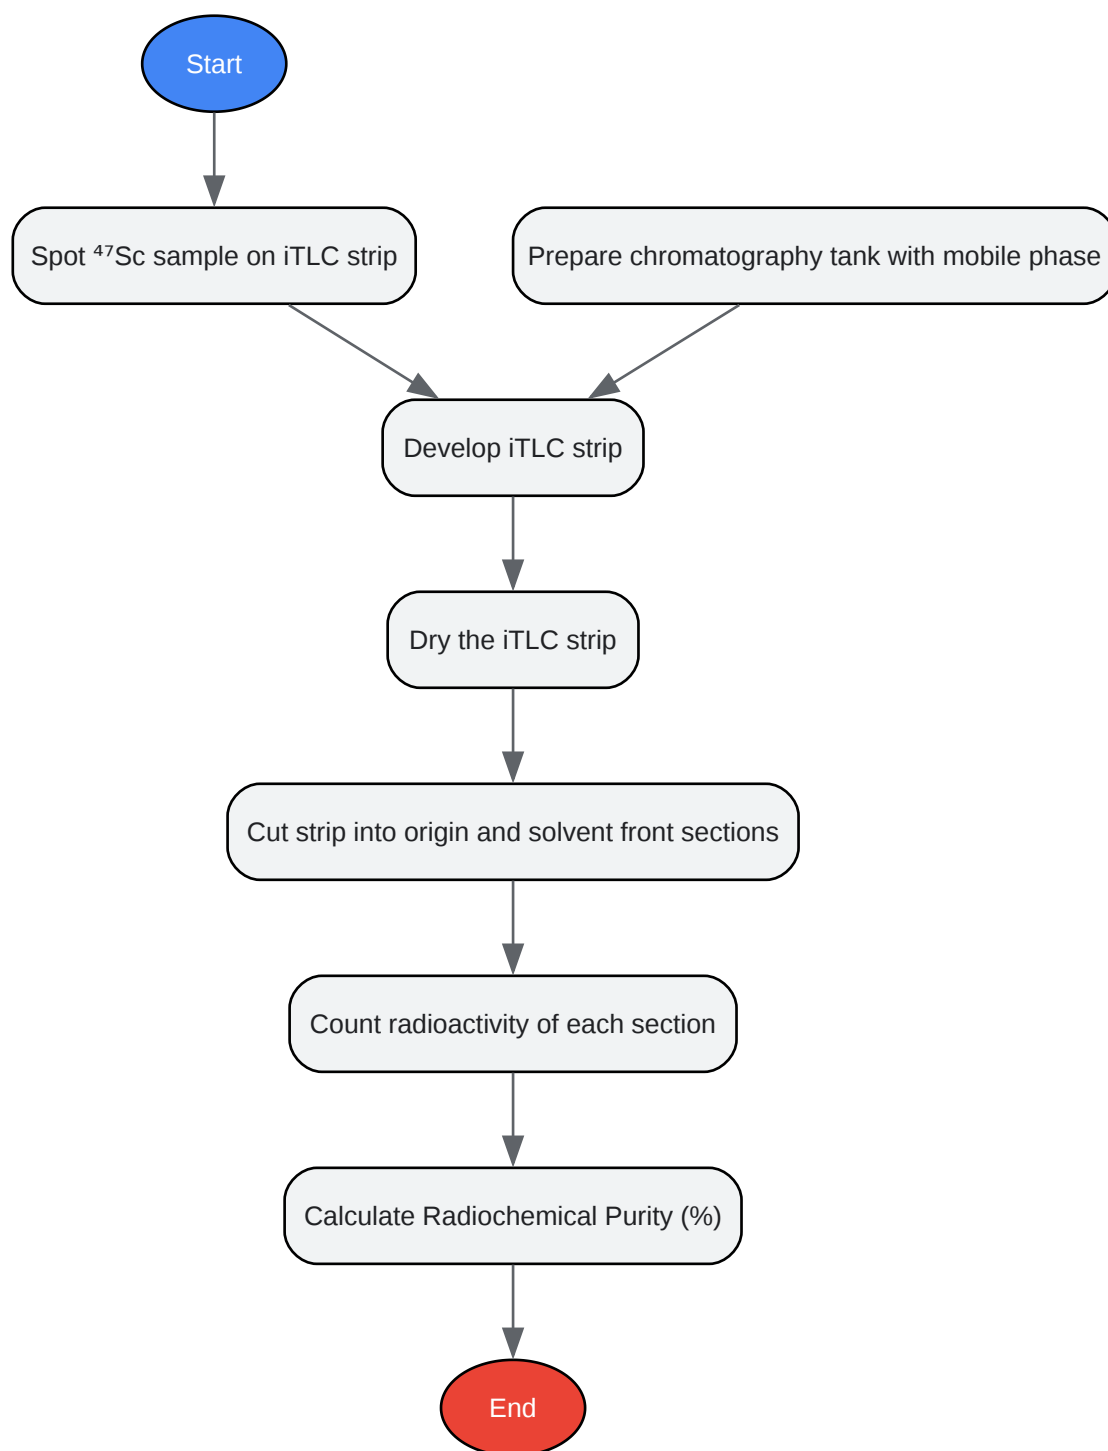 Start
Spot ⁴⁷Sc sample on iTLC strip
Prepare chromatography tank with mobile phase
Develop iTLC strip
Dry the iTLC strip
Cut strip into origin and solvent front sections
Count radioactivity of each section
Calculate Radiochemical Purity (%)
End